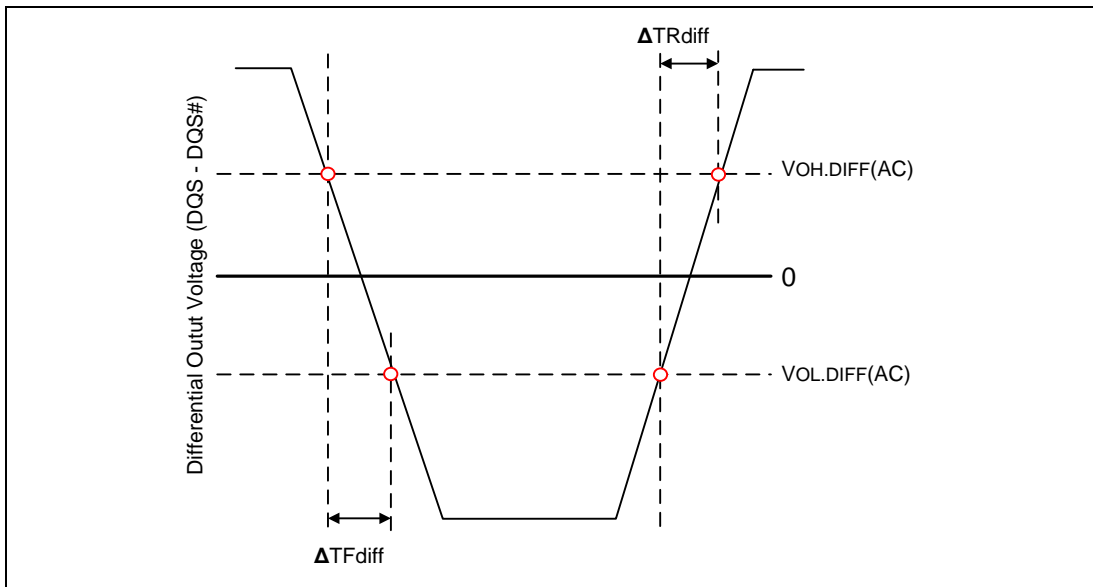 ΔTRdiff
Differential Outut Voltage (DQS - DQS#)
VOH.DIFF(AC)
0
VOL.DIFF(AC)
ΔTFdiff